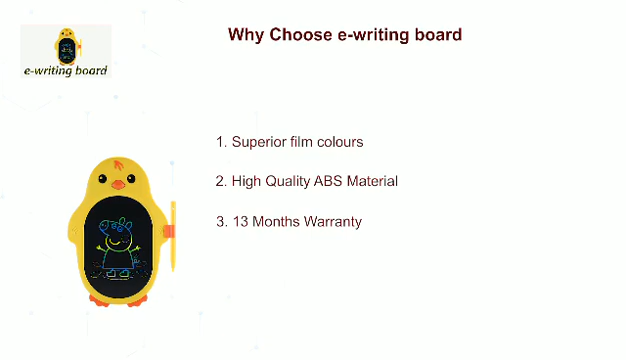 Why Choose e-writing board
e-writing board
1. Superior film colours
2. High Quality ABS Material
3. 13 Months Warranty